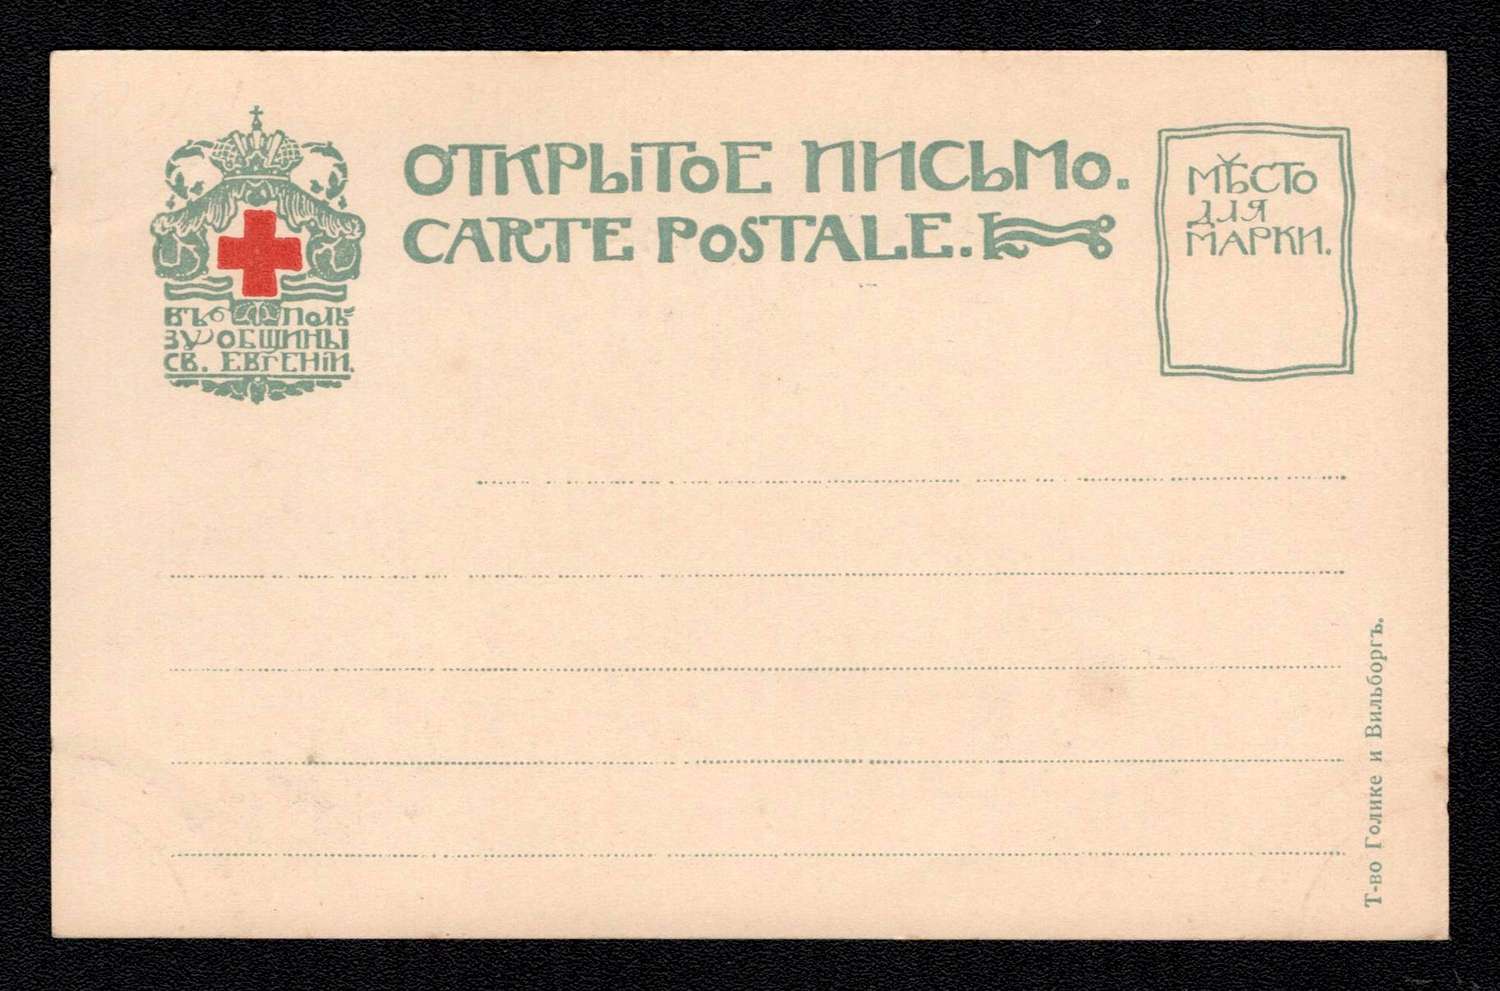 ОТКРЫТОЕ ПИСЬМО.
CARTE POSTALE.
МѢСТО
ДЛЯ
МАРКИ.
ВЪ ПОЛЬ-
ЗУ ОБЩИНЫ
СВ. ЕВГЕНІИ.
Т-во Голике и Вильборгъ.